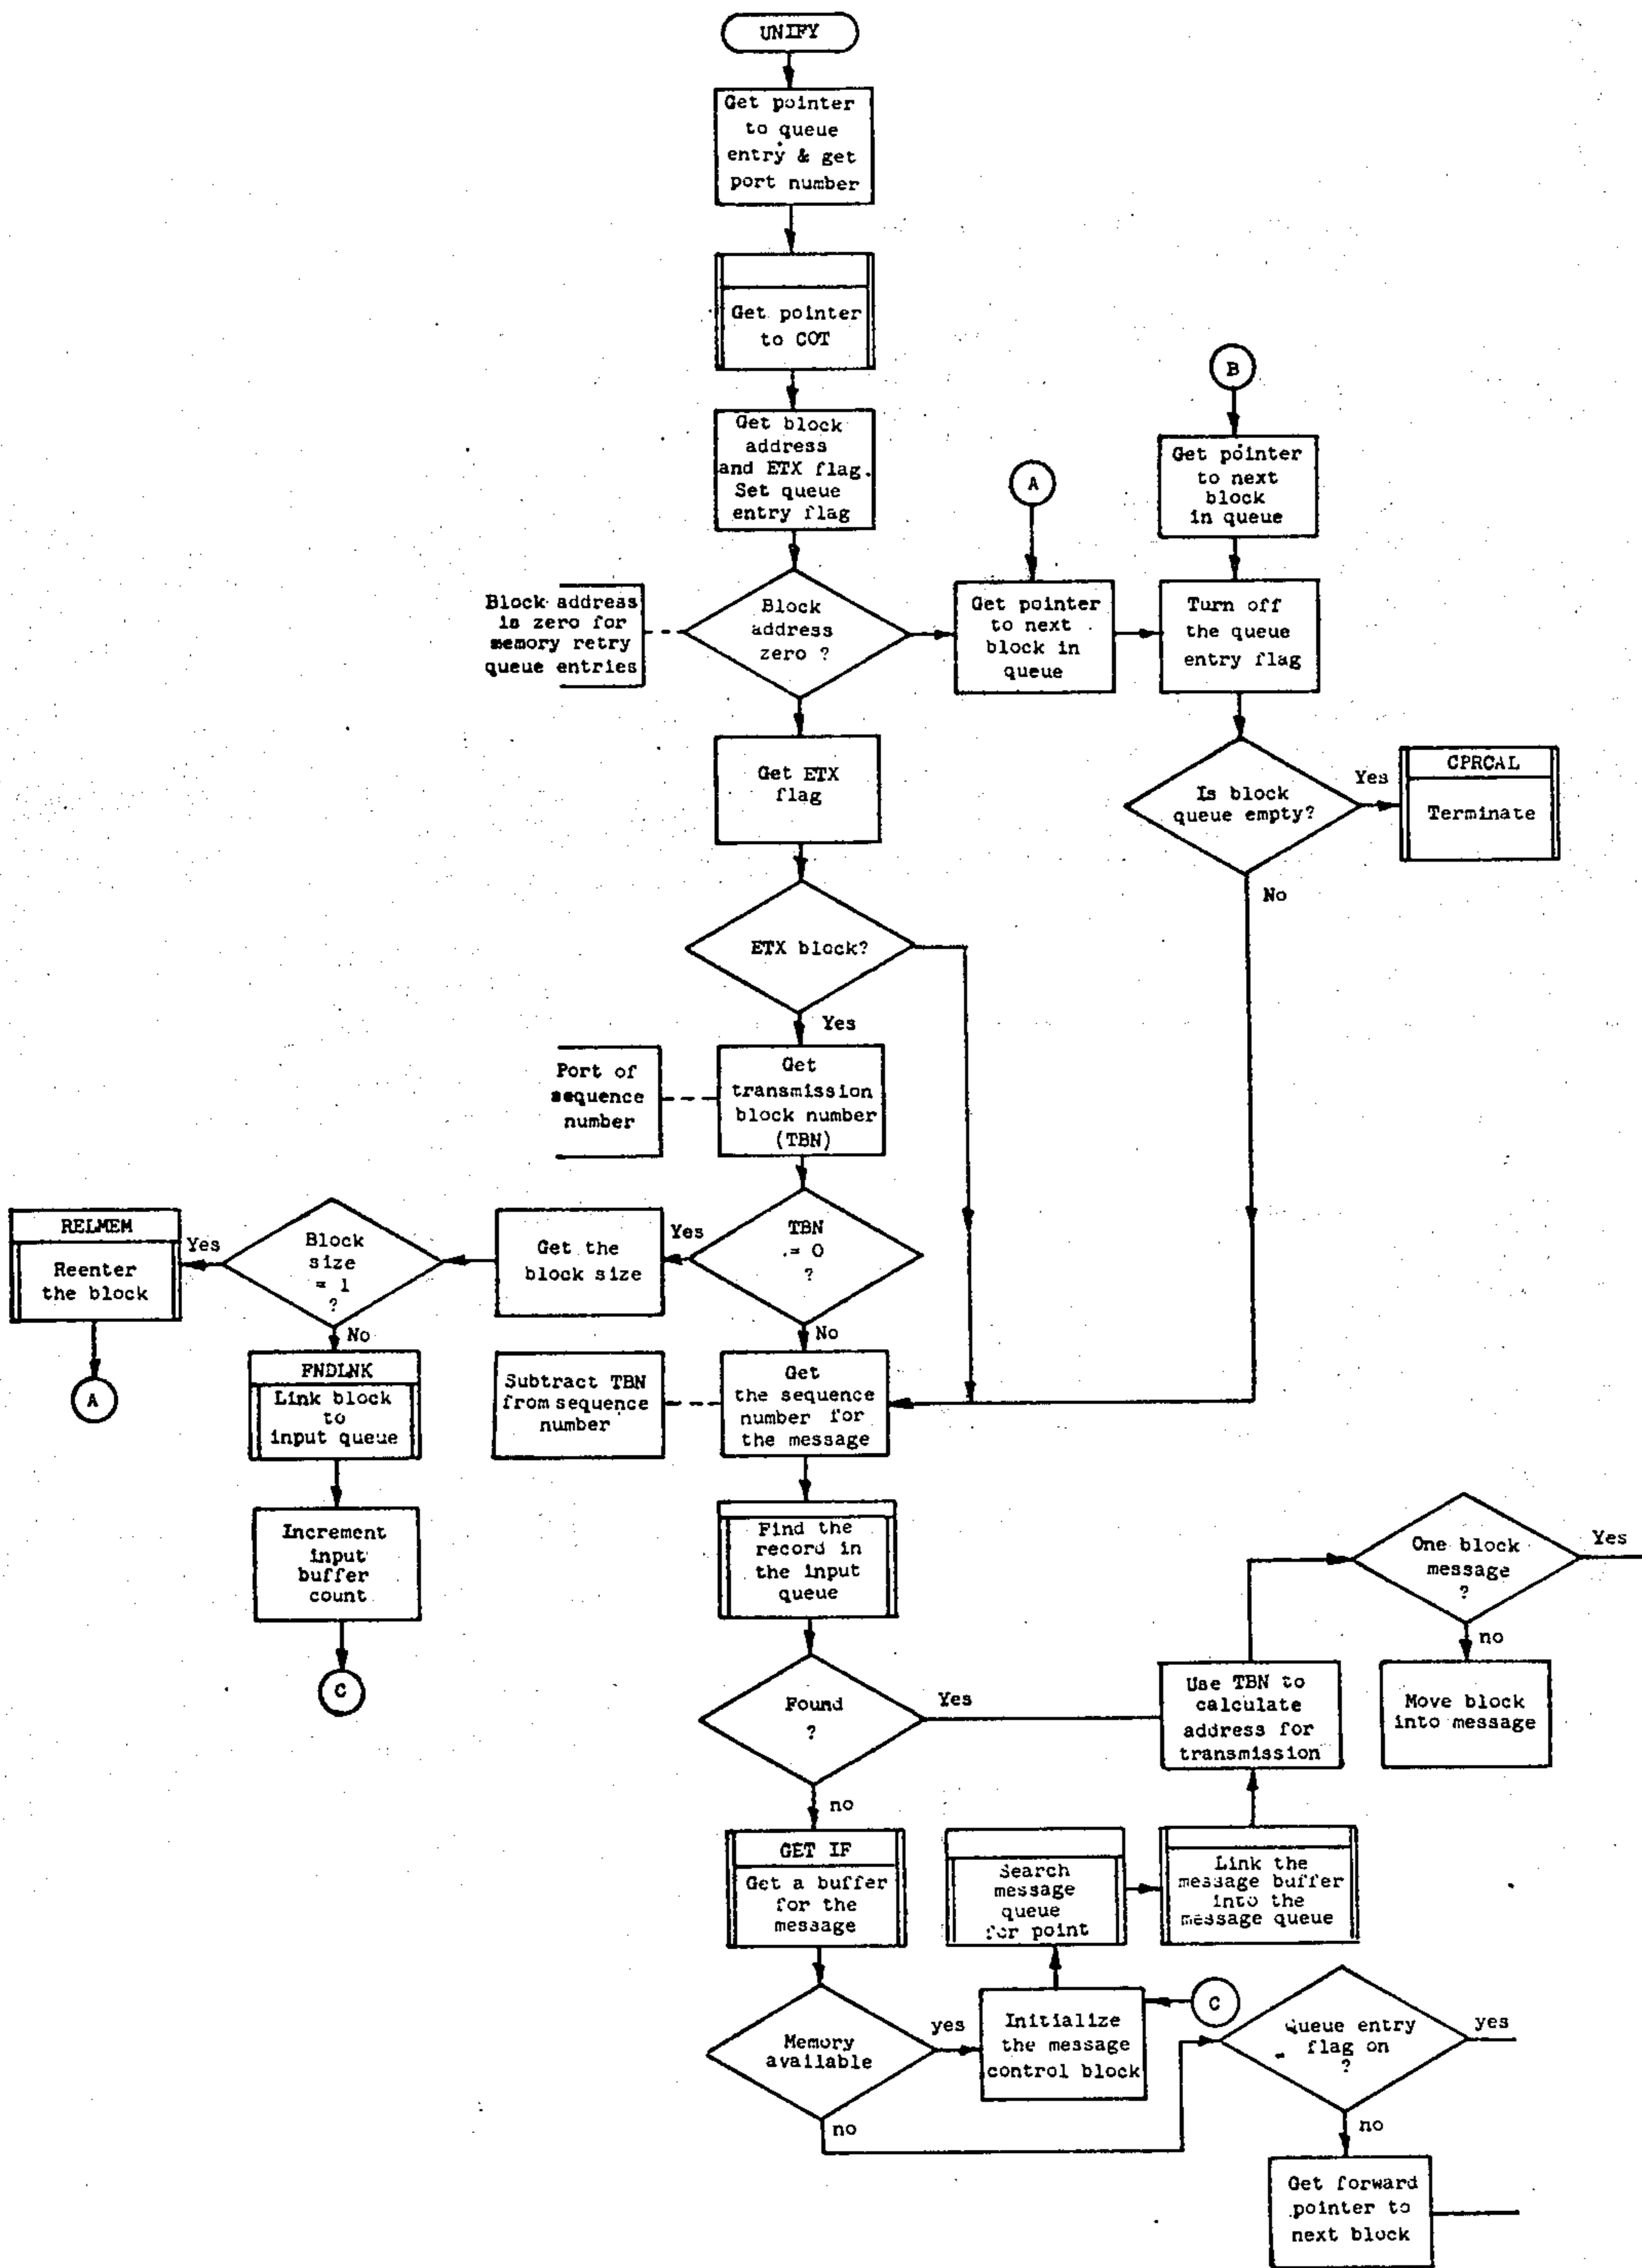 UNIFY
Get pointer
to queue
entry & get
port number
Get pointer
to COT
B
Get block
address
and ETX flag.
Set queue
entry flag
A
Get pointer
to next
block
in queue
Block address
is zero for
memory retry
queue entries
Block
address
zero ?
Get pointer
to next
block in
queue
Turn off
the queue
entry flag
Get ETX
flag
Is block
queue empty?
Yes
CPRCAL
Terminate
No
ETX block?
Yes
Port of
sequence
number
Get
transmission
block number
(TBN)
RELMEM
Reenter
the block
Yes
Block
size
= 1
?
Get the
block size
Yes
TBN
.= 0
?
No
No
A
FNDLNK
Link block
to
input queue
Subtract TBN
from sequence
number
Get
the sequence
number for
the message
Increment
input
buffer
count
Find the
record in
the input
queue
One block
message
?
Yes
no
C
Found
?
Yes
Use TBN to
calculate
address for
transmission
Move block
into message
no
GET IF
Get a buffer
for the
message
Search
message
queue
for point
Link the
message buffer
into the
message queue
Memory
available
yes
Initialize
the message
control block
C
Queue entry
flag on
?
yes
no
no
Get forward
pointer to
next block